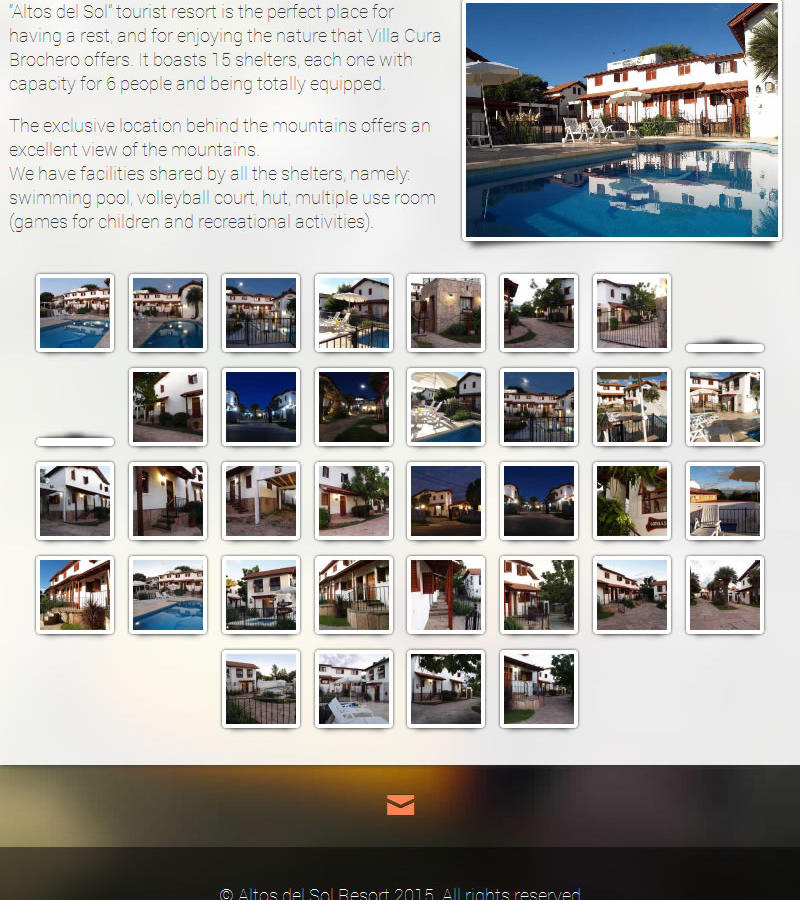 "Altos del Sol" tourist resort is the perfect place for
having a rest, and for enjoying the nature that Villa Cura
Brochero offers. It boasts 15 shelters, each one with
capacity for 6 people and being totally equipped.
The exclusive location behind the mountains offers an
excellent view of the mountains.
We have facilities shared by all the shelters, namely:
swimming pool, volleyball court, hut, multiple use room
(games for children and recreational activities).
© Altos del Sol Resort 2015. All rights reserved